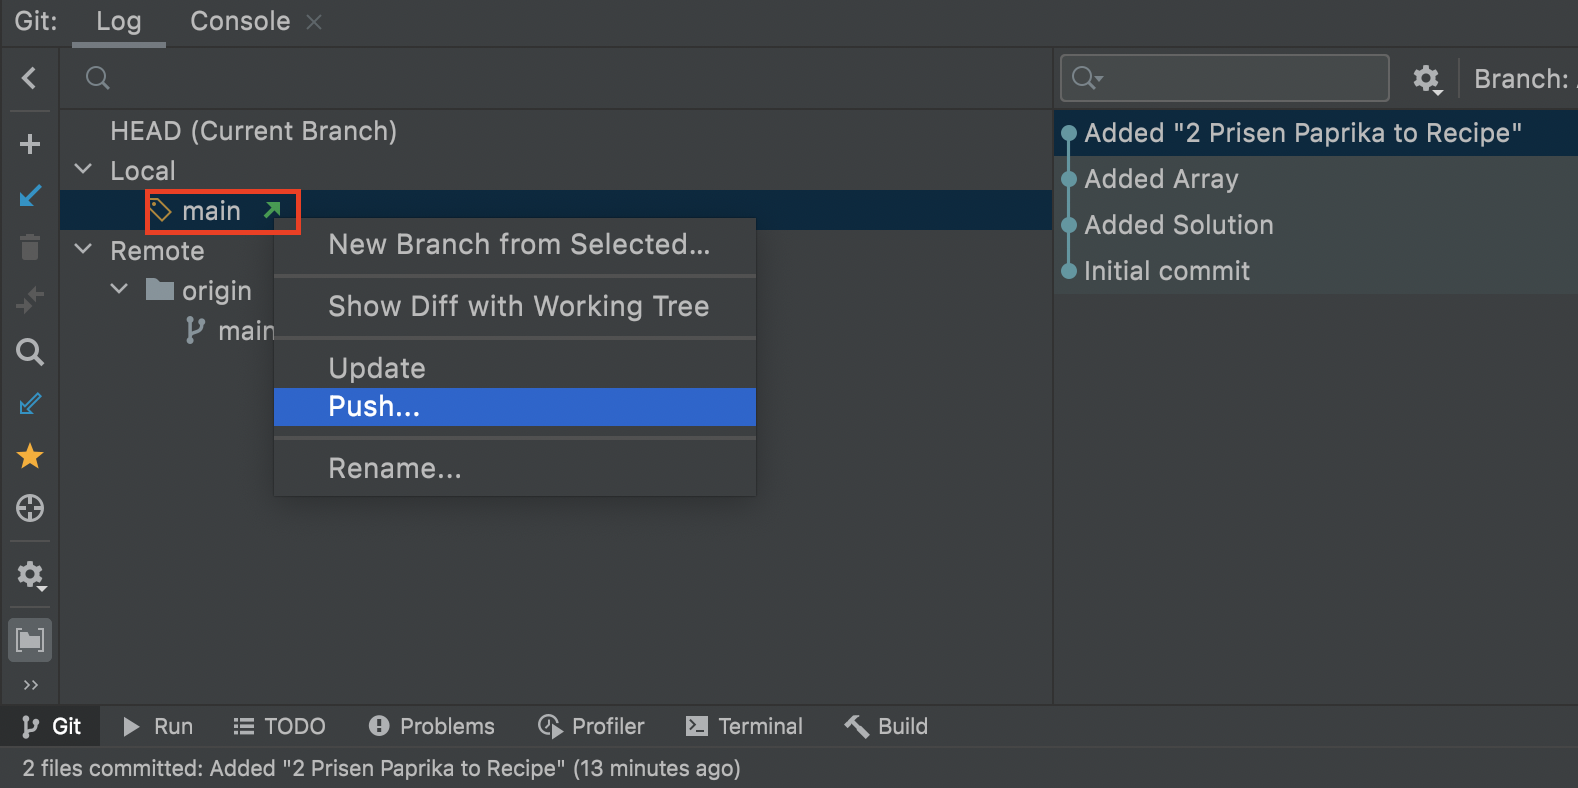 Git: Log Console
Branch: 
HEAD (Current Branch)
Local
main
Remote
origin
main
New Branch from Selected...
Show Diff with Working Tree
Update
Push...
Rename...
Added "2 Prisen Paprika to Recipe"
Added Array
Added Solution
Initial commit
Git Run TODO Problems Profiler Terminal Build
2 files committed: Added "2 Prisen Paprika to Recipe" (13 minutes ago)